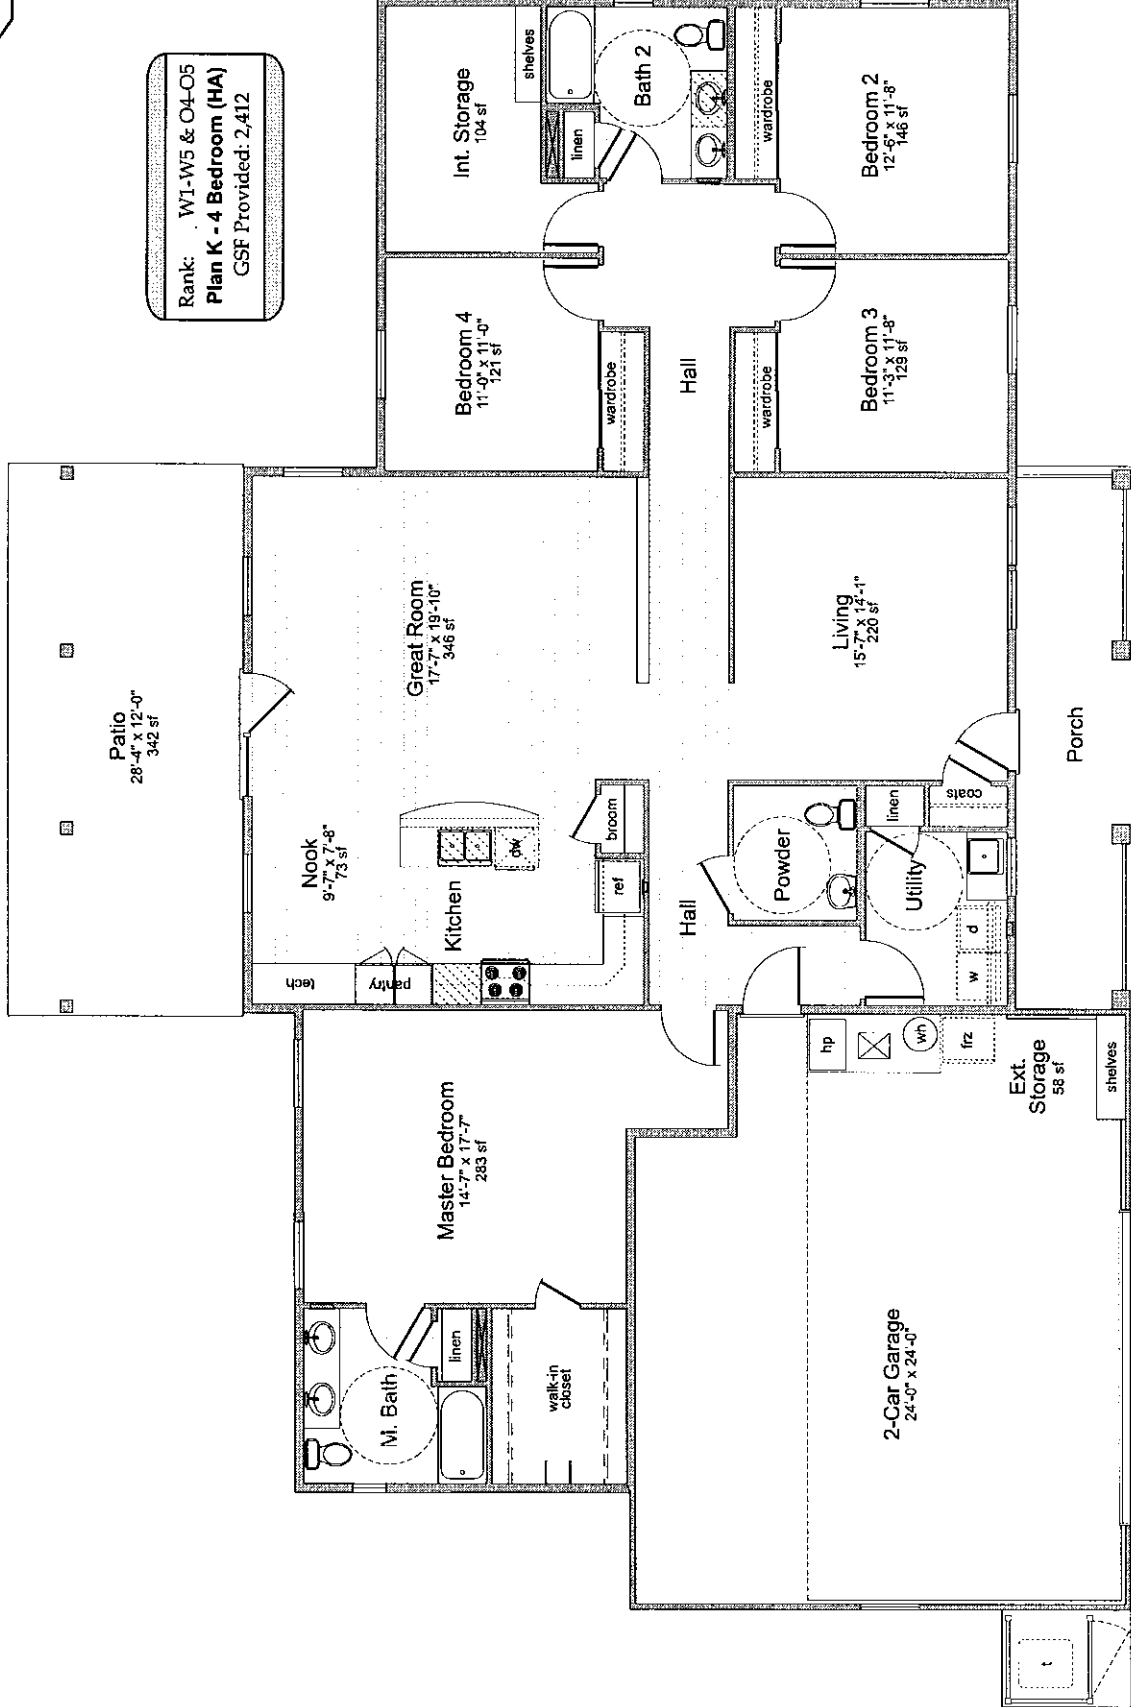 Rank: W1-W5 & O4-O5
Plan K - 4 Bedroom (HA)
GSF Provided: 2,412
Patio
28'-4" x 12'-0"
342 sf
Int. Storage
104 sf
shelves
linen
Bath 2
wardrobe
Bedroom 2
12'-6" x 11'-8"
146 sf
Bedroom 4
11'-0" x 11'-0"
121 sf
wardrobe
Hall
wardrobe
Bedroom 3
11'-3" x 11'-8"
129 sf
Great Room
17'-7" x 19'-10"
346 sf
Nook
9'-7" x 7'-8"
73 sf
Kitchen
dw
broom
ref
tech
pantry
Living
15'-7" x 14'-1"
220 sf
Porch
coats
linen
Powder
Hall
Utility
d
w
Master Bedroom
14'-7" x 17'-7"
283 sf
M. Bath
linen
walk-in
closet
hp
wh
frz
Ext.
Storage
58 sf
shelves
2-Car Garage
24'-0" x 24'-0"
t